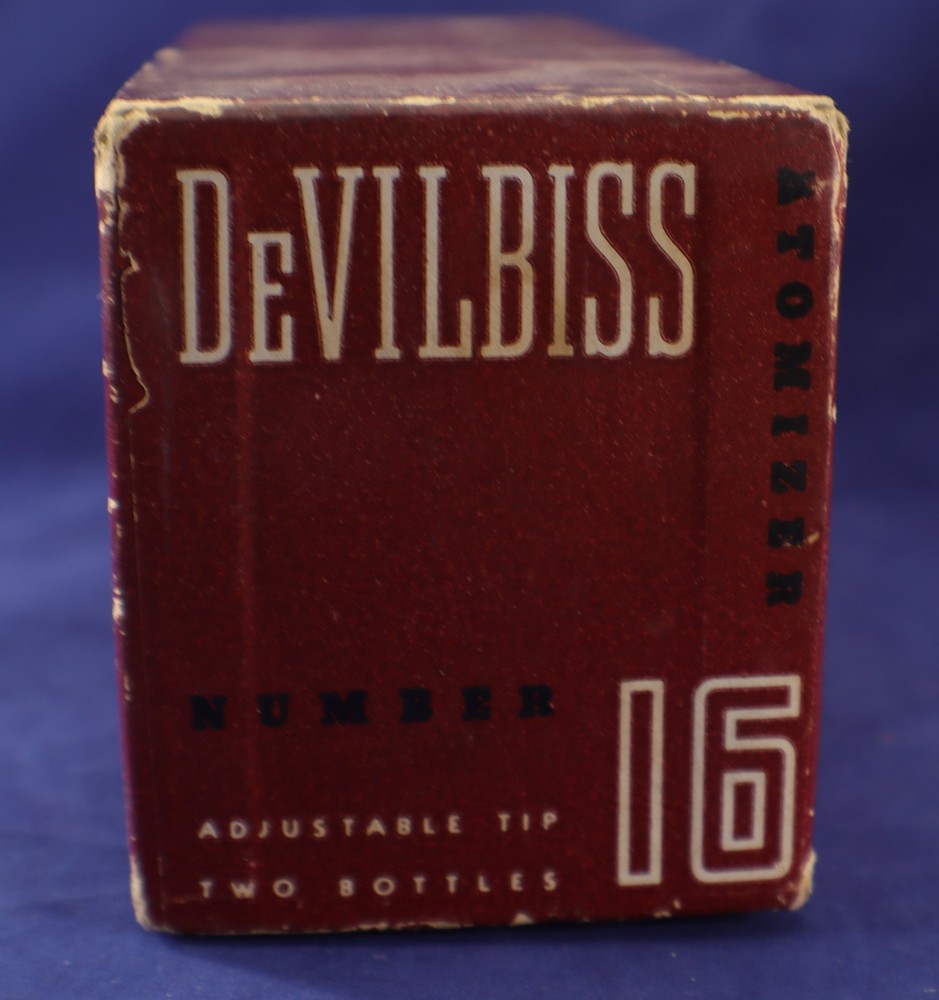 DeVILBISS
ATOMIZER
NUMBER
16
ADJUSTABLE TIP
TWO BOTTLES